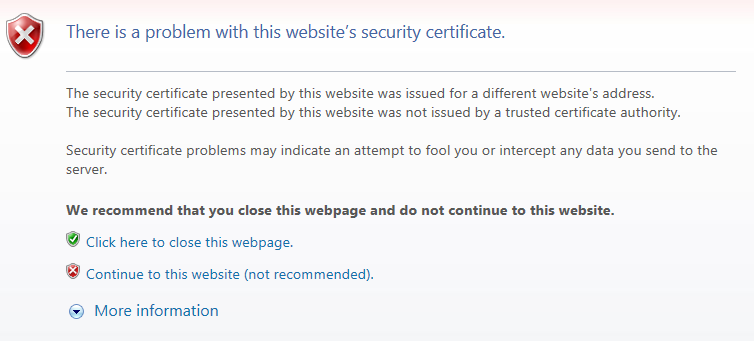 There is a problem with this website's security certificate.
The security certificate presented by this website was issued for a different website's address.
The security certificate presented by this website was not issued by a trusted certificate authority.
Security certificate problems may indicate an attempt to fool you or intercept any data you send to the
server.
We recommend that you close this webpage and do not continue to this website.
Click here to close this webpage.
Continue to this website (not recommended).
More information